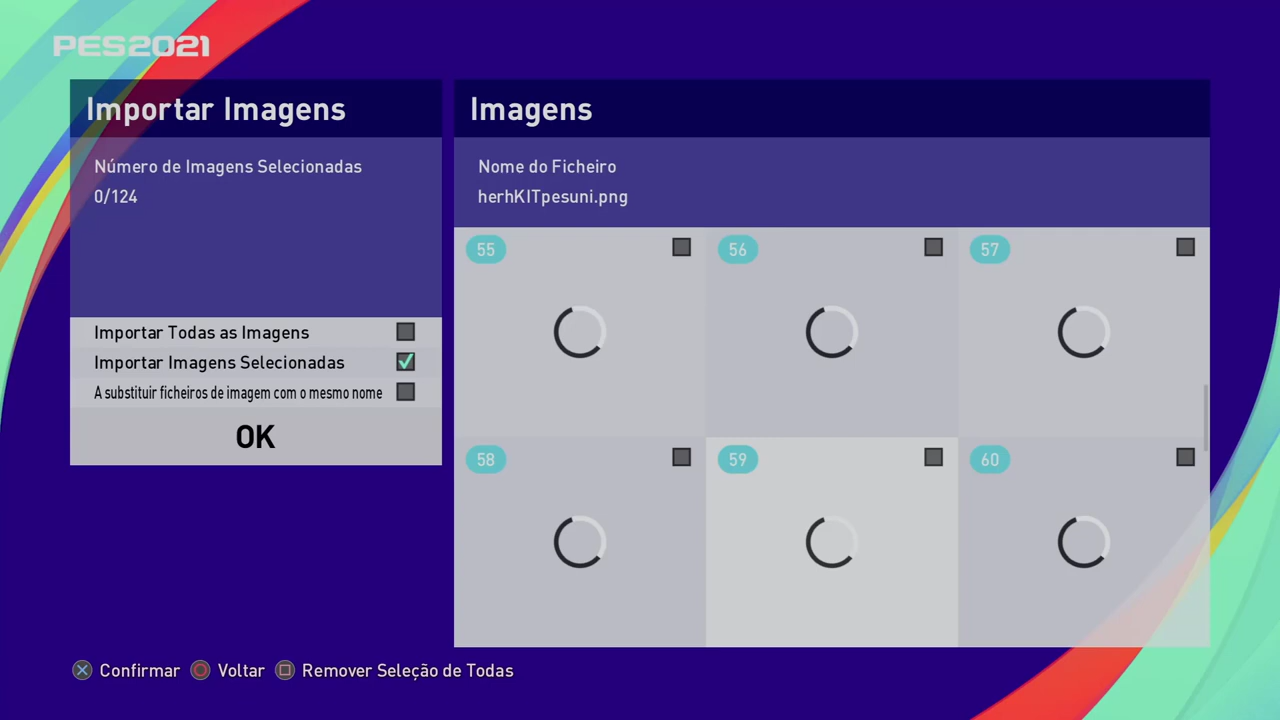 PES2021
Importar Imagens
Número de Imagens Selecionadas
0/124
Importar Todas as Imagens
Importar Imagens Selecionadas
A substituir ficheiros de imagem com o mesmo nome
OK
Imagens
Nome do Ficheiro
herhKITpesuni.png
55
56
57
58
59
60
Confirmar
Voltar
Remover Seleção de Todas